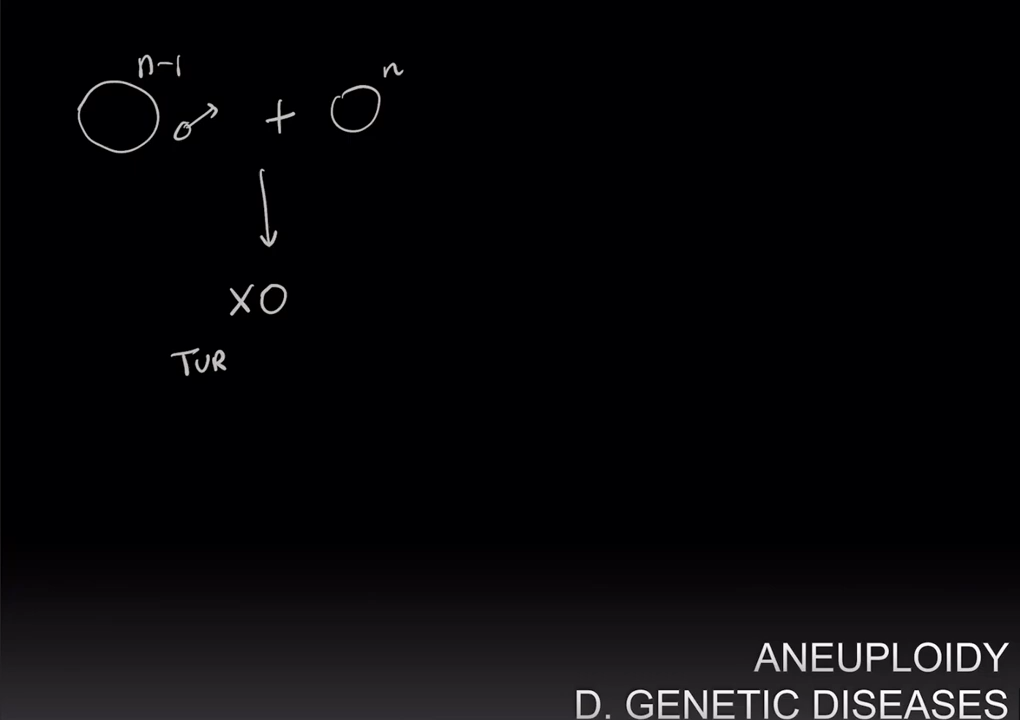 n-1
n
+
XO
TUR
ANEUPLOIDY
D. GENETIC DISEASES